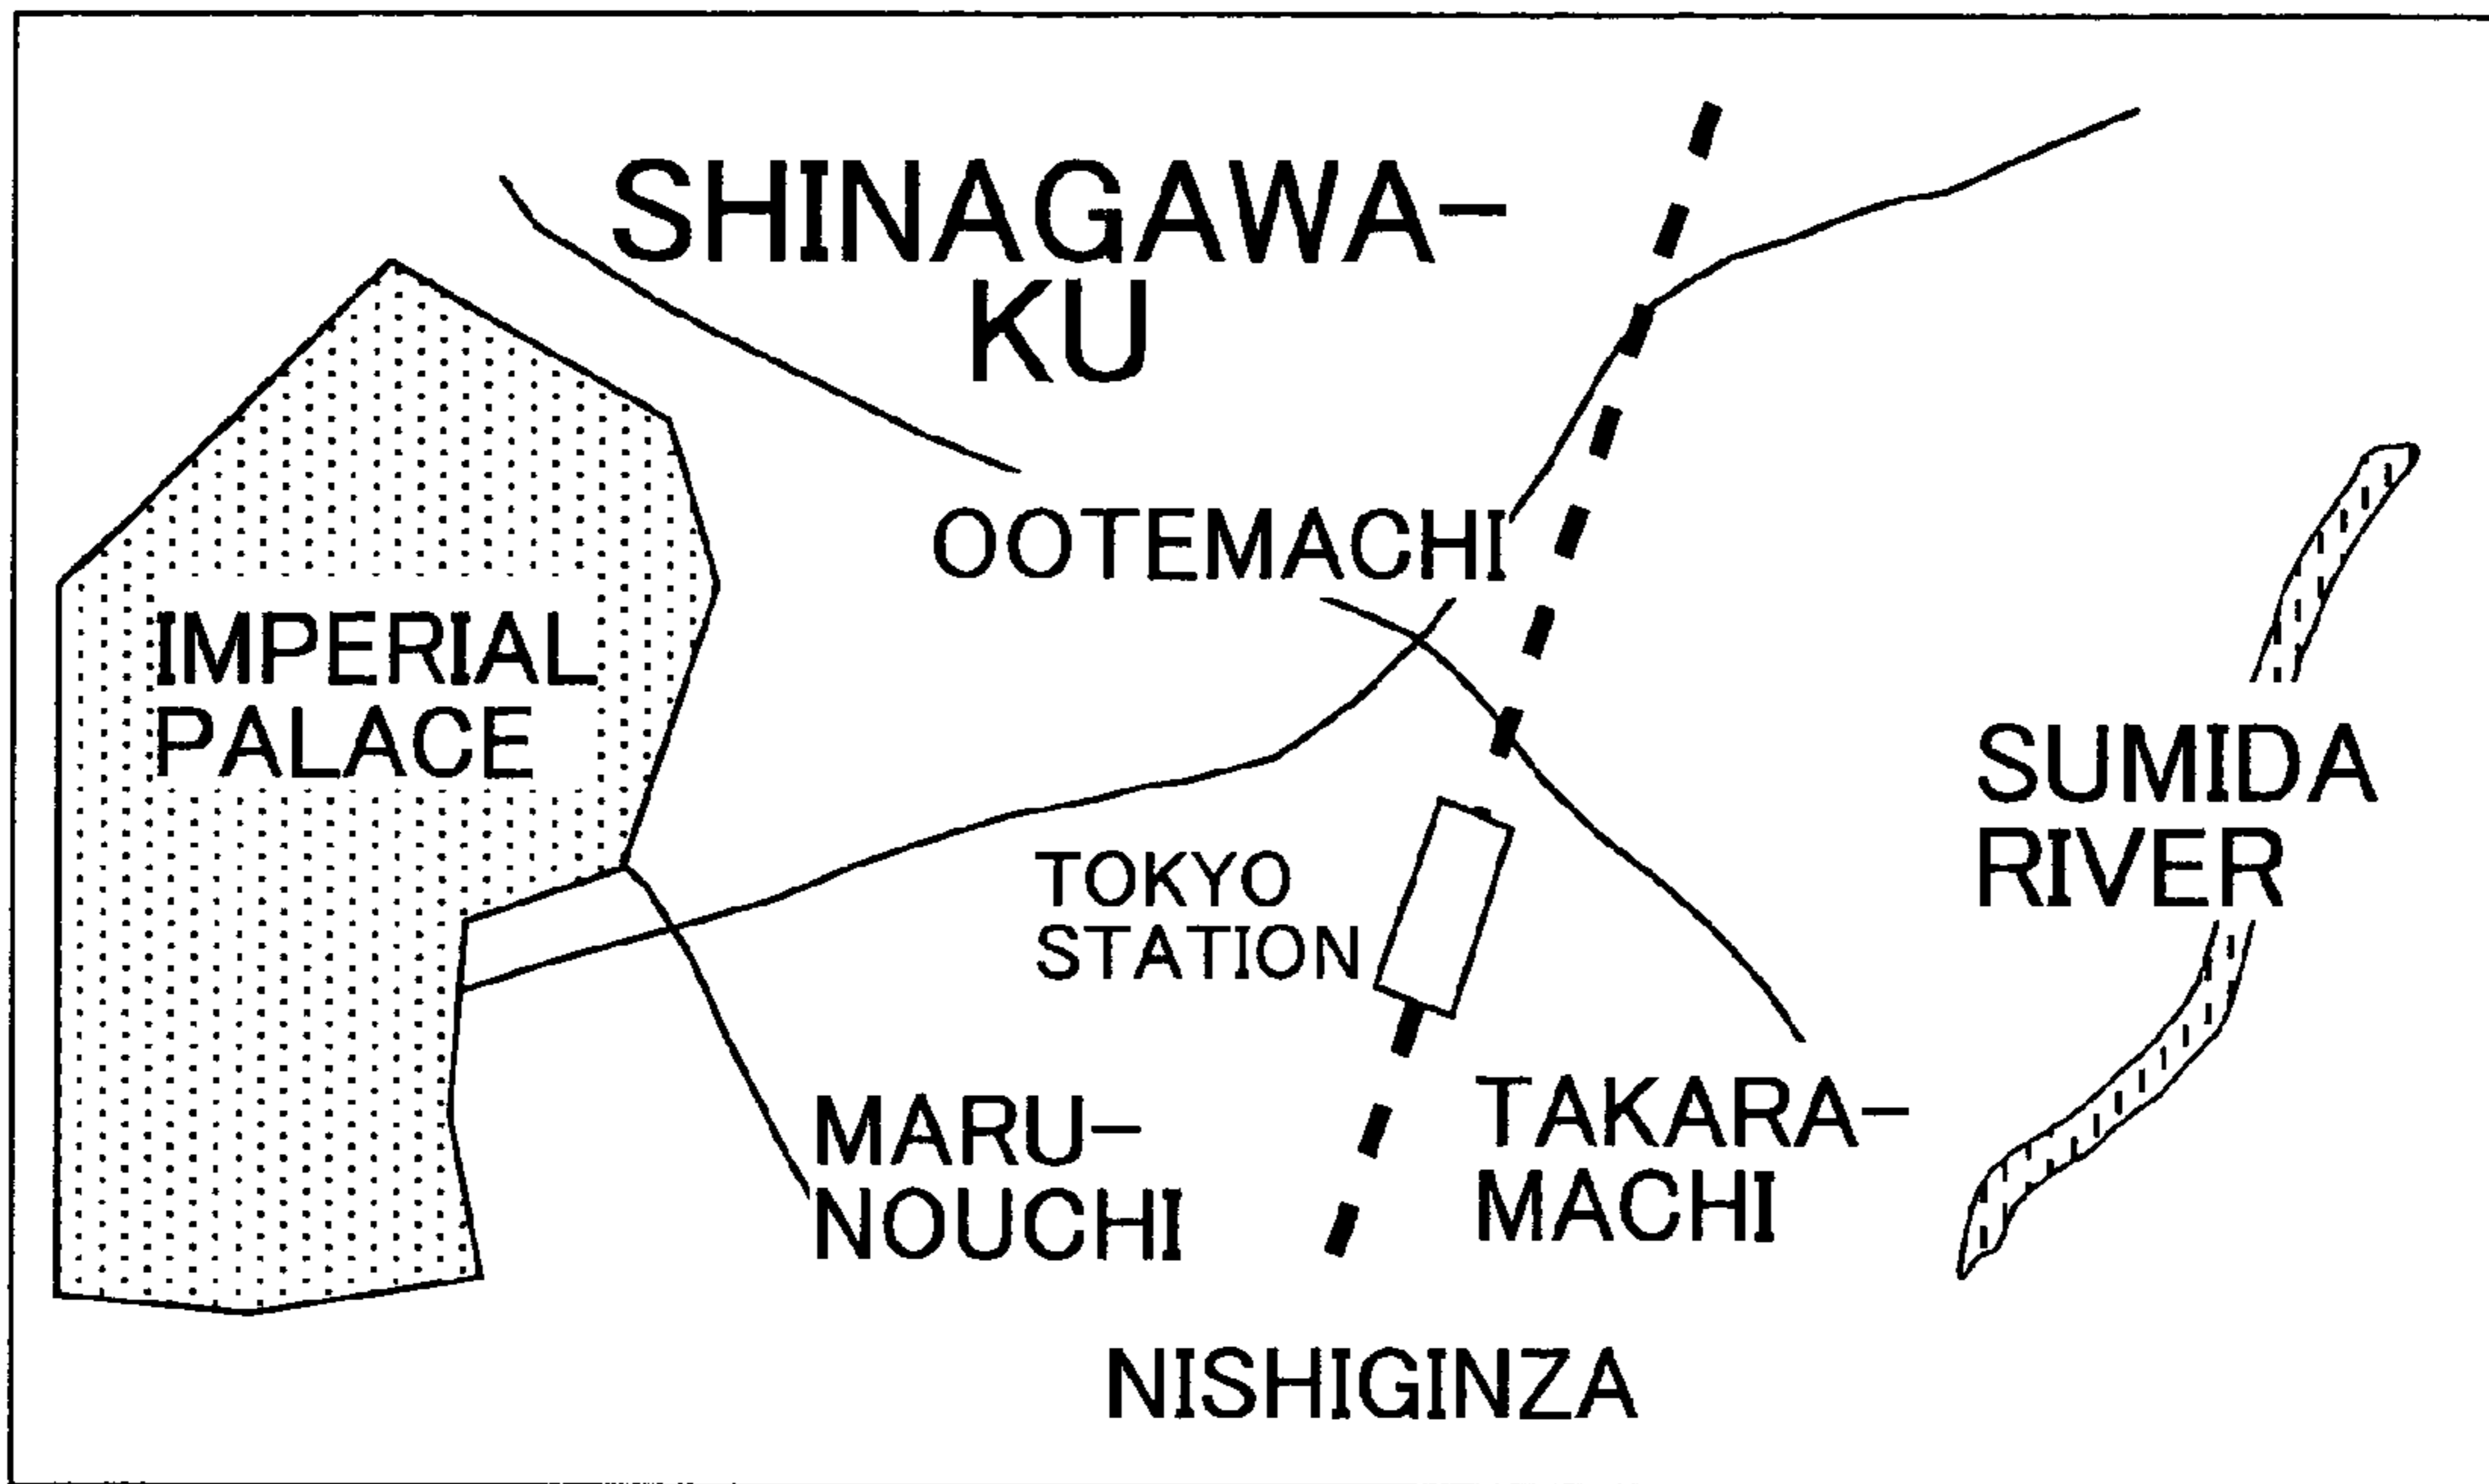 SHINAGAWA-
KU
OOTEMACHI
IMPERIAL
PALACE
SUMIDA
RIVER
TOKYO
STATION
MARU-
NOUCHI
TAKARA-
MACHI
NISHIGINZA